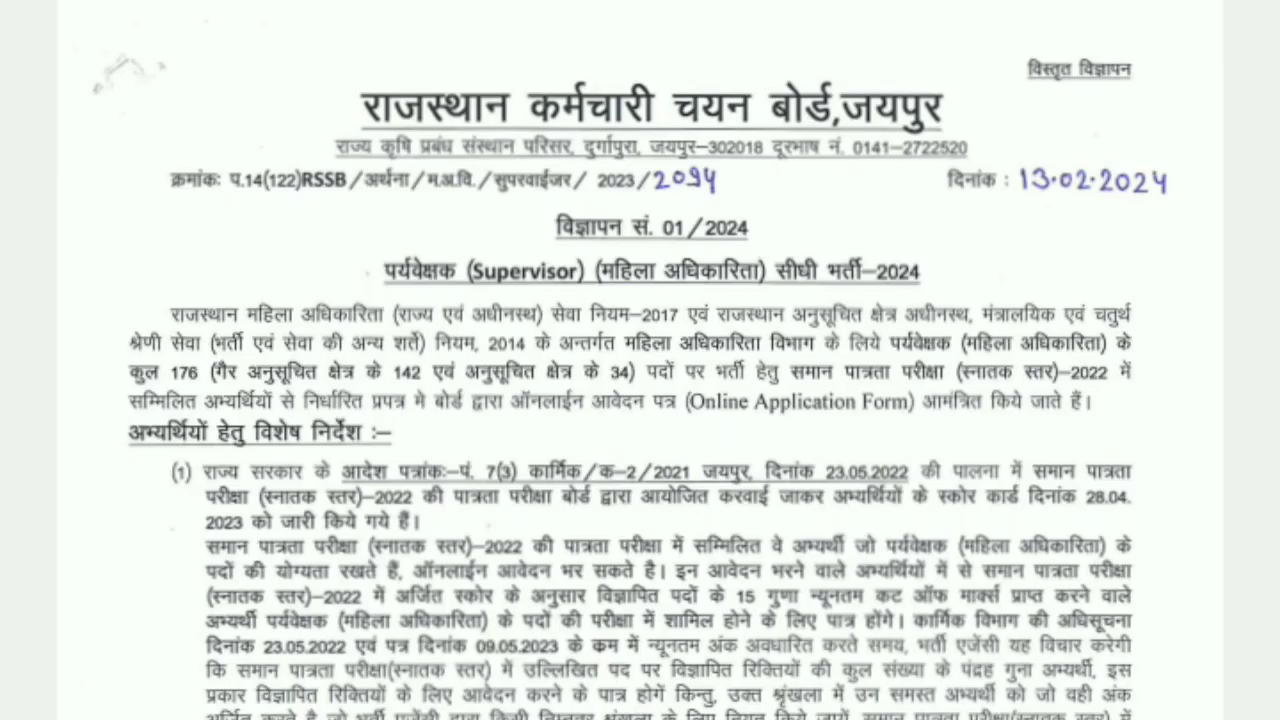 विस्तृत विज्ञापन
राजस्थान कर्मचारी चयन बोर्ड,जयपुर
राज्य कृषि प्रबंध संस्थान परिसर, दुर्गापुरा, जयपुर–302018 दूरभाष नं. 0141–2722520
क्रमांकः प.14(122)RSSB/अर्थना/म.अ.वि./सुपरवाईजर/ 2023/2094 दिनांक : 13.02.2024
विज्ञापन सं. 01/2024
पर्यवेक्षक (Supervisor) (महिला अधिकारिता) सीधी भर्ती–2024
राजस्थान महिला अधिकारिता (राज्य एवं अधीनस्थ) सेवा नियम–2017 एवं राजस्थान अनुसूचित क्षेत्र अधीनस्थ, मंत्रालयिक एवं चतुर्थ
श्रेणी सेवा (भर्ती एवं सेवा की अन्य शर्तें) नियम, 2014 के अन्तर्गत महिला अधिकारिता विभाग के लिये पर्यवेक्षक (महिला अधिकारिता) के
कुल 176 (गैर अनुसूचित क्षेत्र के 142 एवं अनुसूचित क्षेत्र के 34) पदों पर भर्ती हेतु समान पात्रता परीक्षा (स्नातक स्तर)–2022 में
सम्मिलित अभ्यर्थियों से निर्धारित प्रपत्र मे बोर्ड द्वारा ऑनलाईन आवेदन पत्र (Online Application Form) आमंत्रित किये जाते हैं।
अभ्यर्थियों हेतु विशेष निर्देश :–
(1) राज्य सरकार के आदेश पत्रांकः–पं. 7(3) कार्मिक/क–2/2021 जयपुर, दिनांक 23.05.2022 की पालना में समान पात्रता
परीक्षा (स्नातक स्तर)–2022 की पात्रता परीक्षा बोर्ड द्वारा आयोजित करवाई जाकर अभ्यर्थियों के स्कोर कार्ड दिनांक 28.04.
2023 को जारी किये गये हैं।
समान पात्रता परीक्षा (स्नातक स्तर)–2022 की पात्रता परीक्षा में सम्मिलित वे अभ्यर्थी जो पर्यवेक्षक (महिला अधिकारिता) के
पदों की योग्यता रखते हैं, ऑनलाईन आवेदन भर सकते है। इन आवेदन भरने वाले अभ्यर्थियों में से समान पात्रता परीक्षा
(स्नातक स्तर)–2022 में अर्जित स्कोर के अनुसार विज्ञापित पदों के 15 गुणा न्यूनतम कट ऑफ मार्क्स प्राप्त करने वाले
अभ्यर्थी पर्यवेक्षक (महिला अधिकारिता) के पदों की परीक्षा में शामिल होने के लिए पात्र होंगे। कार्मिक विभाग की अधिसूचना
दिनांक 23.05.2022 एवं पत्र दिनांक 09.05.2023 के कम में न्यूनतम अंक अवधारित करते समय, भर्ती एजेंसी यह विचार करेगी
कि समान पात्रता परीक्षा(स्नातक स्तर) में उल्लिखित पद पर विज्ञापित रिक्तियों की कुल संख्या के पंद्रह गुना अभ्यर्थी, इस
प्रकार विज्ञापित रिक्तियों के लिए आवेदन करने के पात्र होगें किन्तु, उक्त श्रृंखला में उन समस्त अभ्यर्थी को जो वही अंक